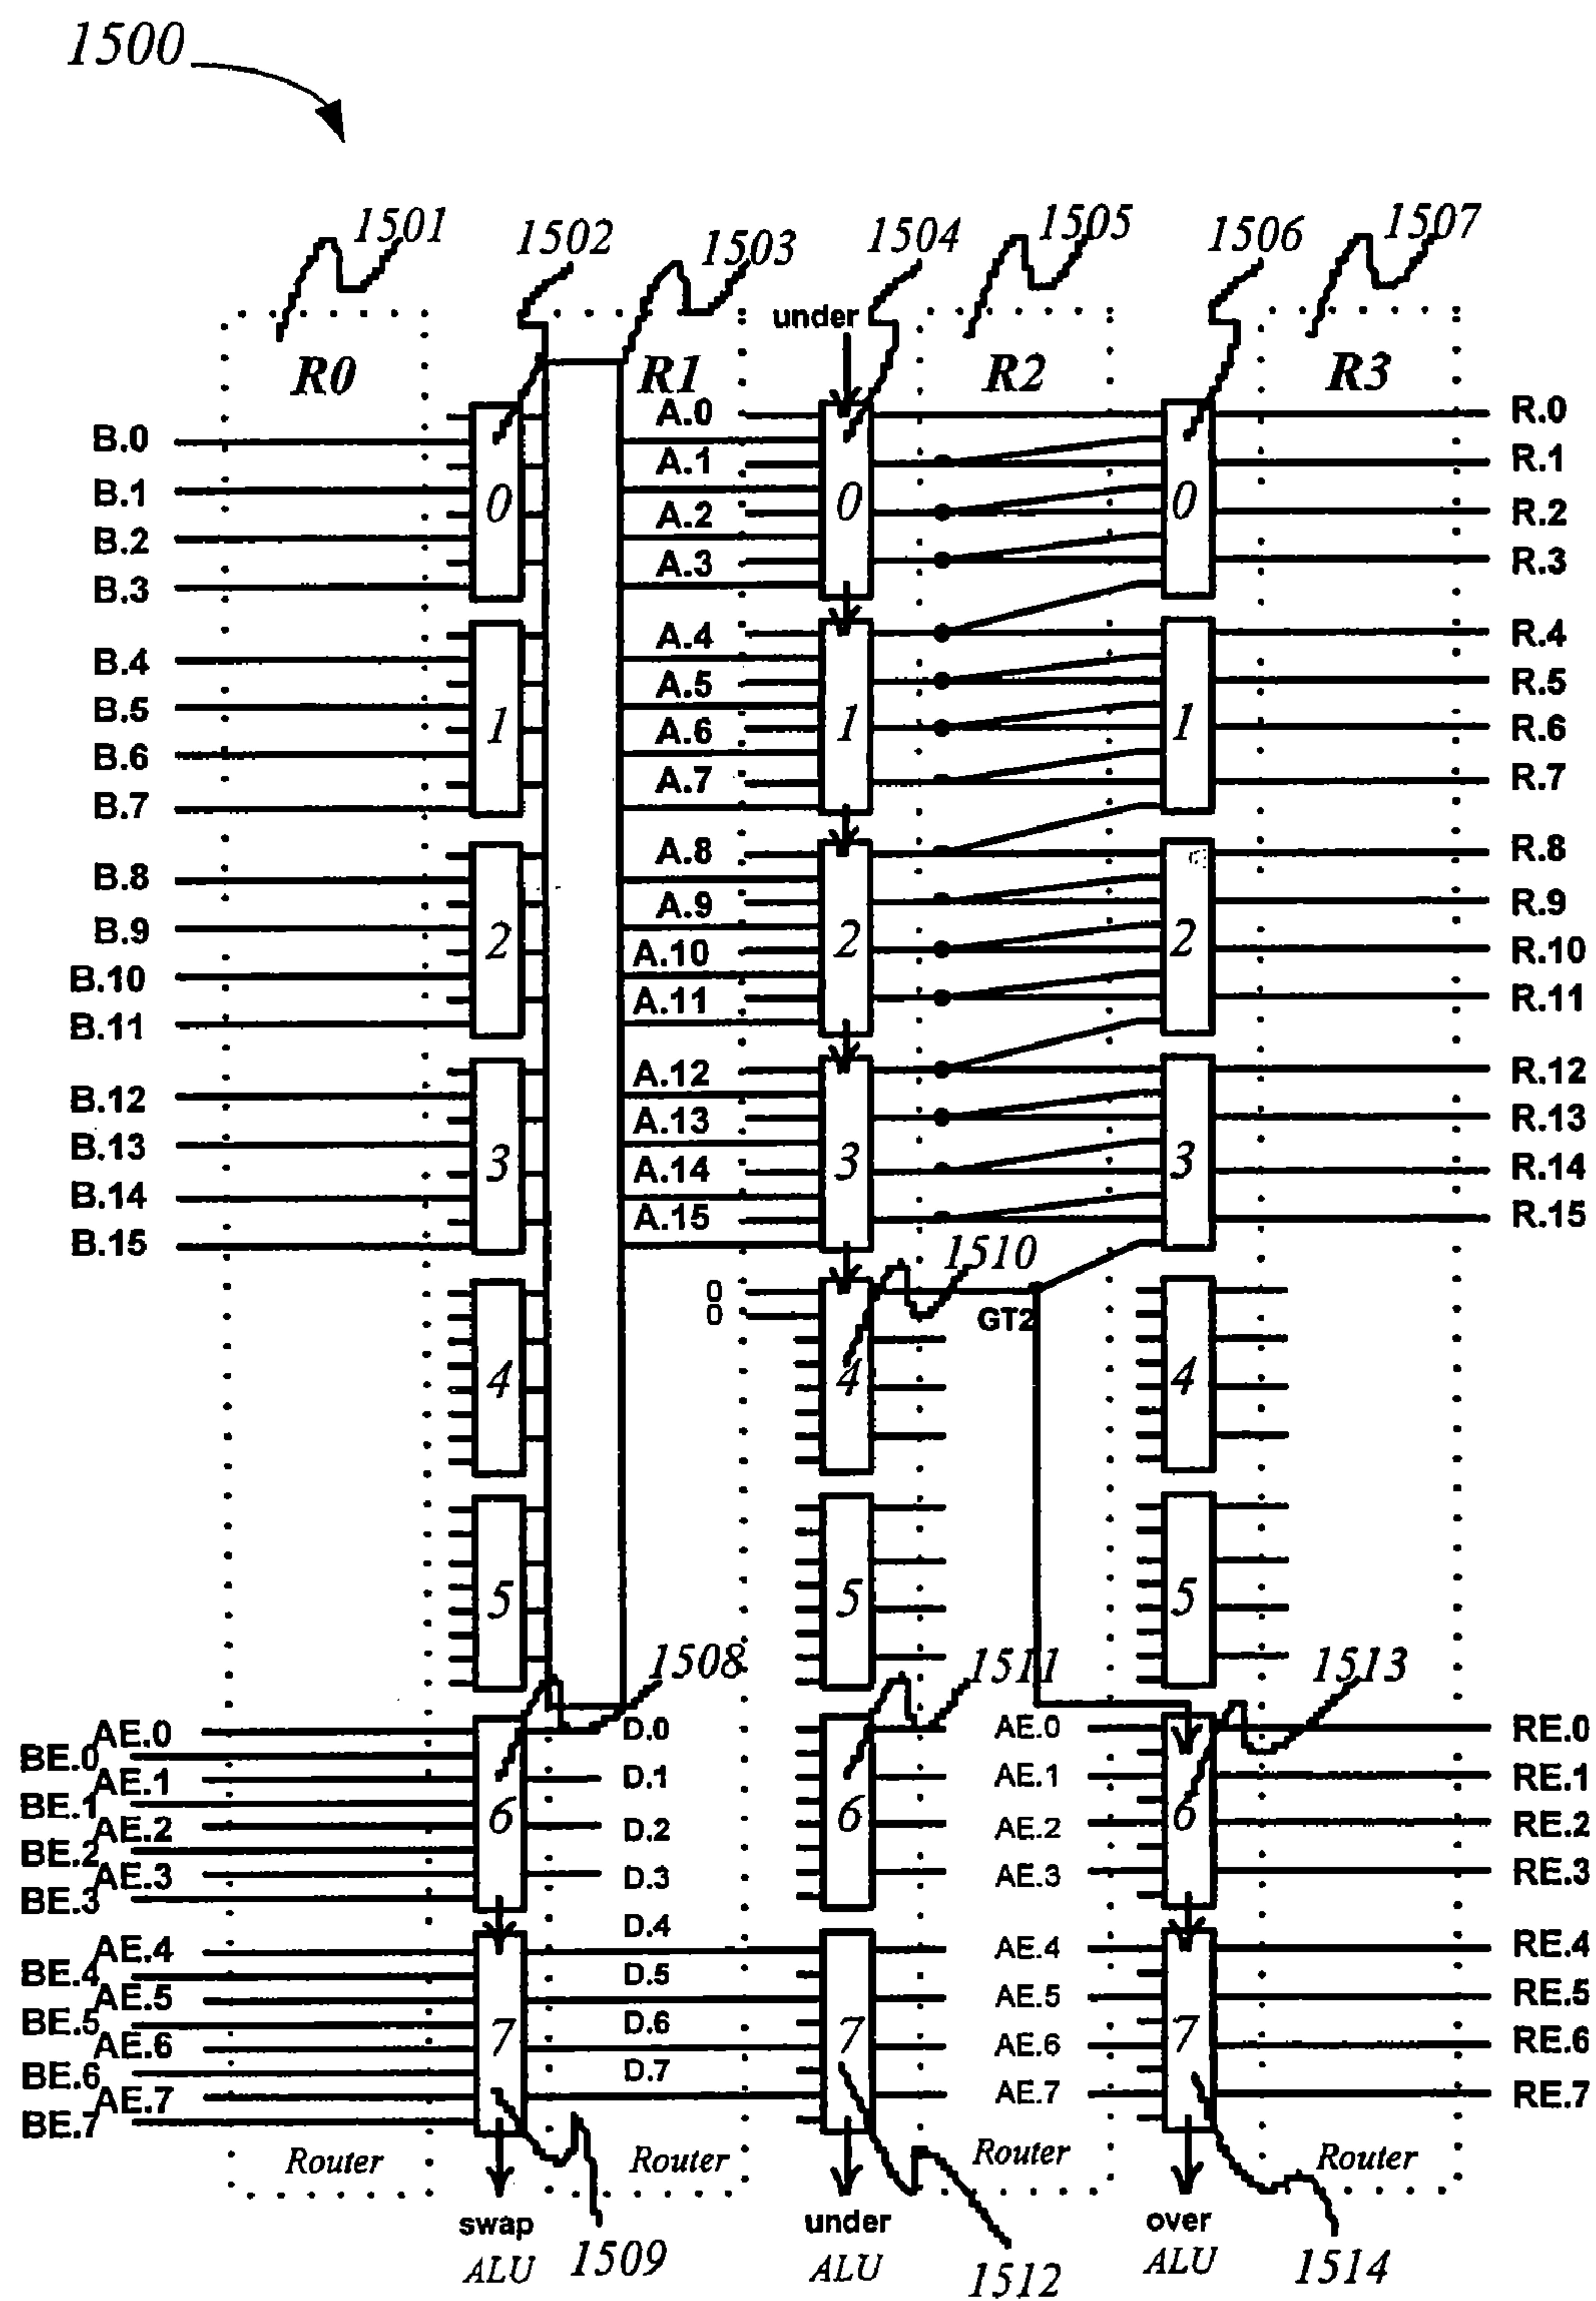 1500
1501 1502 1503 1504 1505 1506 1507
under
R0 R1 R2 R3
A.0 R.0
B.0
A.1 R.1
B.1
0 0 0
A.2 R.2
B.2
A.3 R.3
B.3
A.4 R.4
B.4
A.5 R.5
B.5
1 1 1
A.6 R.6
B.6
A.7 R.7
B.7
A.8 R.8
B.8
A.9 R.9
B.9
2 2 2
A.10 R.10
B.10
A.11 R.11
B.11
A.12 R.12
B.12
A.13 R.13
B.13
3 3 3
A.14 R.14
B.14
A.15 R.15
B.15
1510
0
0
GT2
4 4 4
5 5 5
1508 1511 1513
AE.0 D.0 AE.0 RE.0
BE.0
AE.1 D.1 AE.1 RE.1
BE.1
6 6 6
AE.2 D.2 AE.2 RE.2
BE.2
AE.3 D.3 AE.3 RE.3
BE.3
D.4
AE.4 AE.4 RE.4
BE.4
D.5
AE.5 AE.5 RE.5
BE.5
D.6
7 7 7
AE.6 AE.6 RE.6
BE.6
D.7
AE.7 AE.7 RE.7
BE.7
Router Router Router Router
swap under over
ALU 1509 ALU 1512 ALU 1514